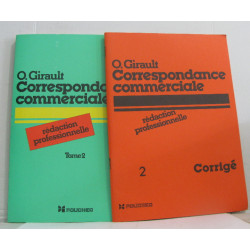 O. Girault
Correspondance
commerciale
rédaction
professionnelle
Tome 2
FOUCHER
O. Girault
Correspondance
commerciale
rédaction
professionnelle
2
Corrigé
FOUCHER